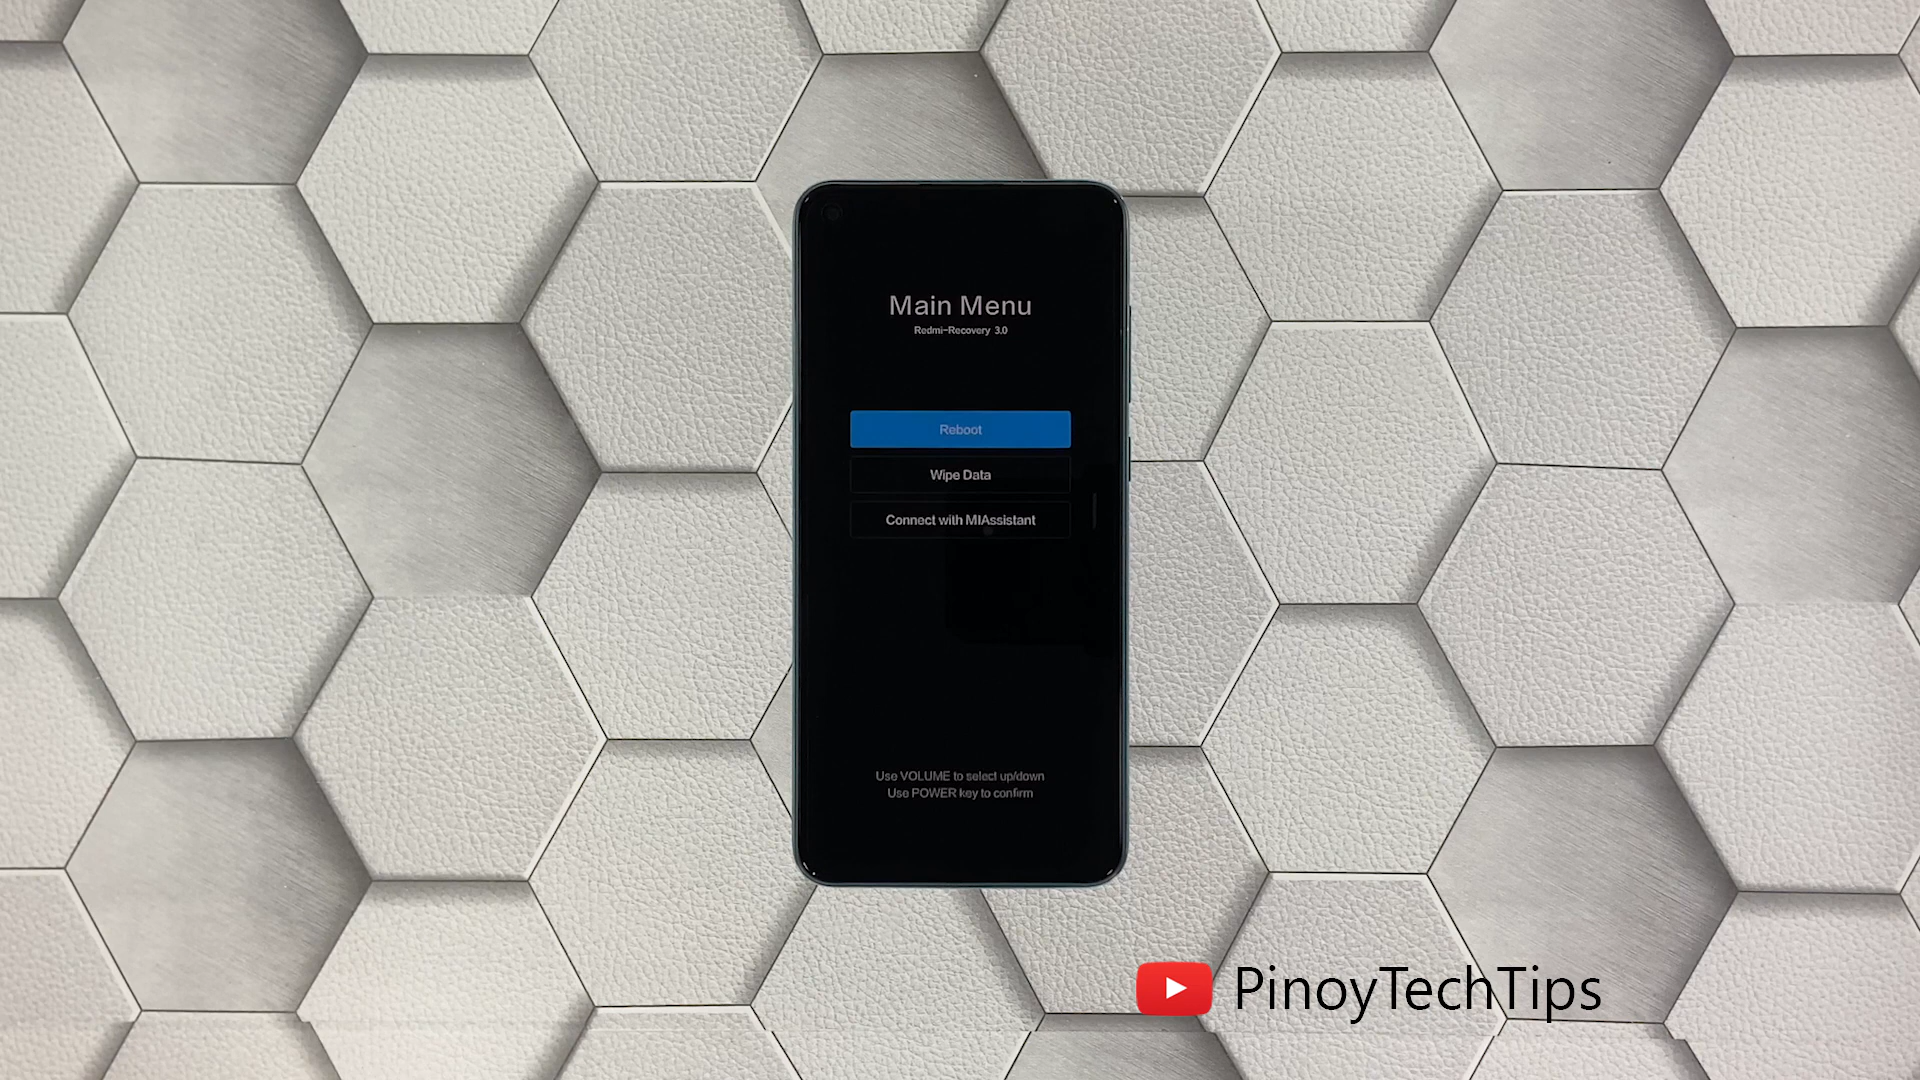 Main Menu
Redmi-Recovery 3.0
Reboot
Wipe Data
Connect with MIAssistant
Use VOLUME to select up/down
Use POWER key to confirm
PinoyTechTips